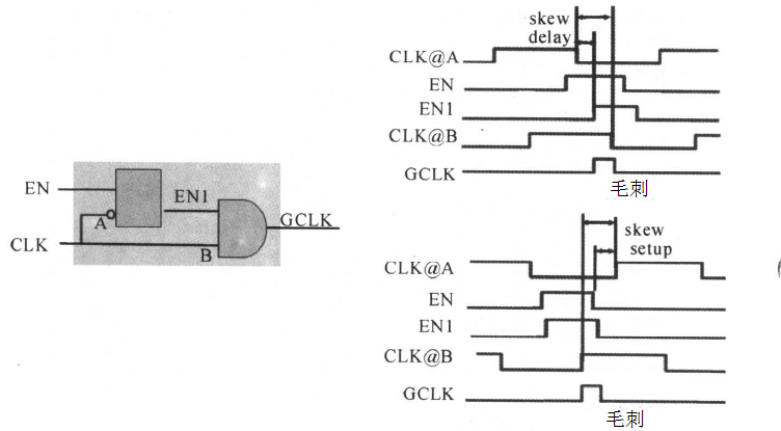 EN
A
EN1
GCLK
CLK
B
skew
delay
CLK@A
EN
EN1
CLK@B
GCLK
毛刺
skew
setup
CLK@A
EN
EN1
CLK@B
GCLK
毛刺